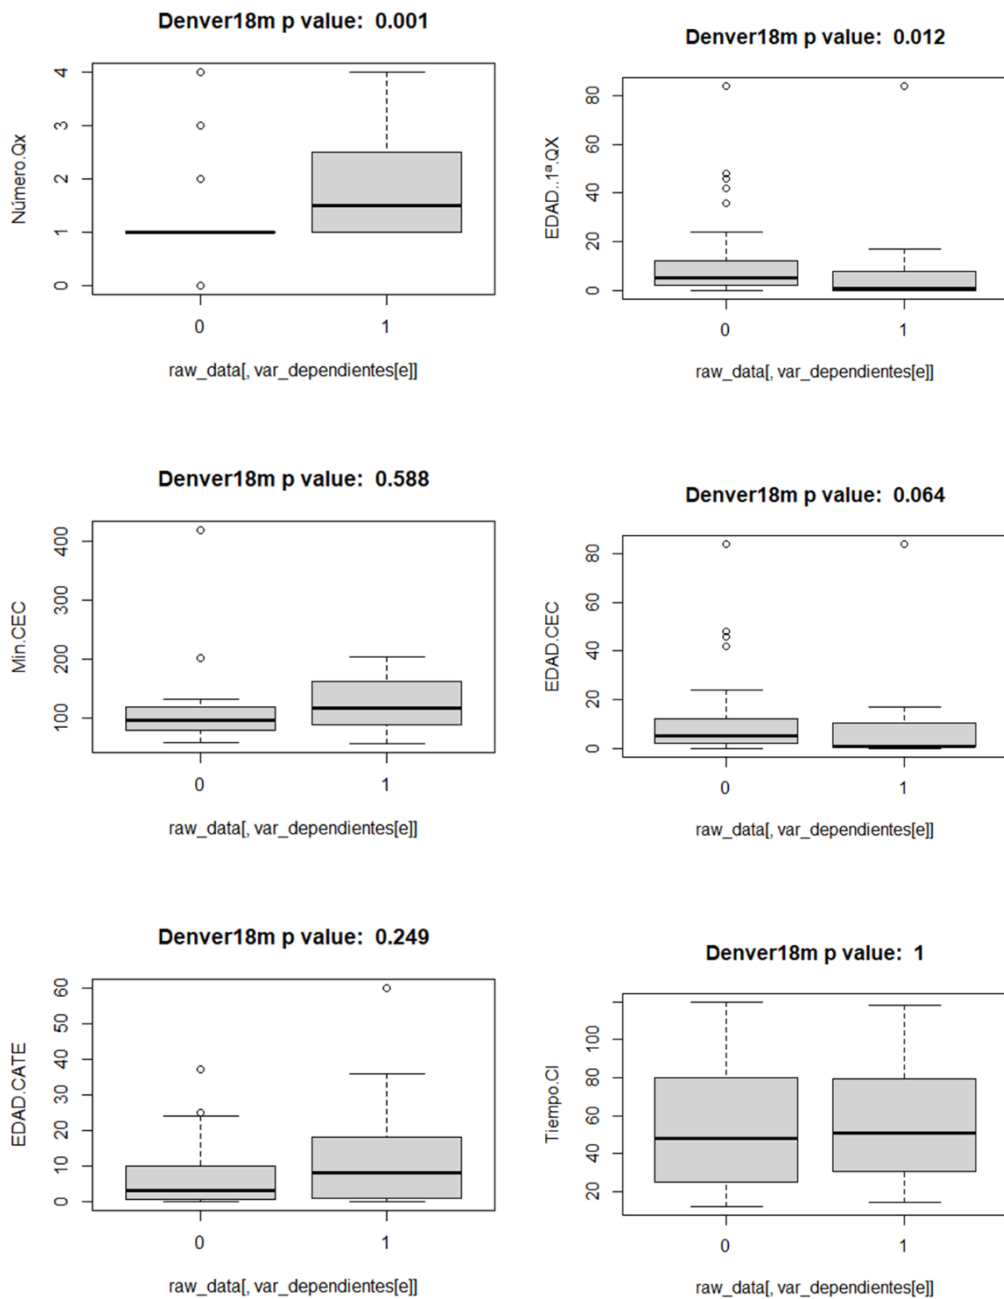 Denver18m p value: 0.001
Número.Qx
4
3
2
1
0
0 1
raw_data[, var_dependientes[e]]
Denver18m p value: 0.012
EDAD..1ª.QX
80
60
40
20
0
0 1
raw_data[, var_dependientes[e]]
Denver18m p value: 0.588
Min.CEC
400
300
200
100
0 1
raw_data[, var_dependientes[e]]
Denver18m p value: 0.064
EDAD.CEC
80
60
40
20
0
0 1
raw_data[, var_dependientes[e]]
Denver18m p value: 0.249
EDAD.CATE
60
50
40
30
20
10
0
0 1
raw_data[, var_dependientes[e]]
Denver18m p value: 1
Tiempo.CI
100
80
60
40
20
0 1
raw_data[, var_dependientes[e]]